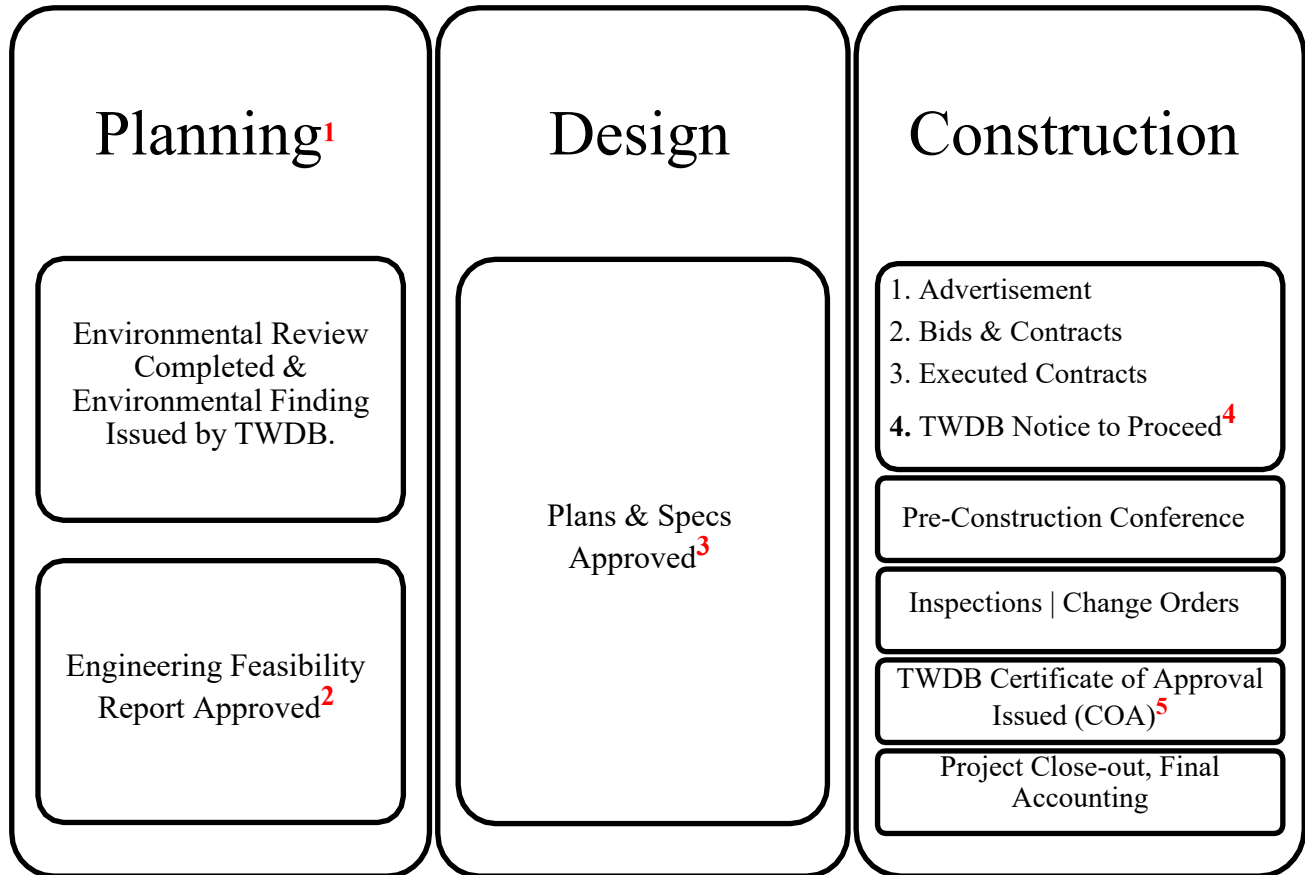 Planning1
Environmental Review
Completed &
Environmental Finding
Issued by TWDB.
Engineering Feasibility
Report Approved2
Design
Plans & Specs
Approved3
Construction
1. Advertisement
2. Bids & Contracts
3. Executed Contracts
4. TWDB Notice to Proceed4
Pre-Construction Conference
Inspections | Change Orders
TWDB Certificate of Approval
Issued (COA)5
Project Close-out, Final
Accounting